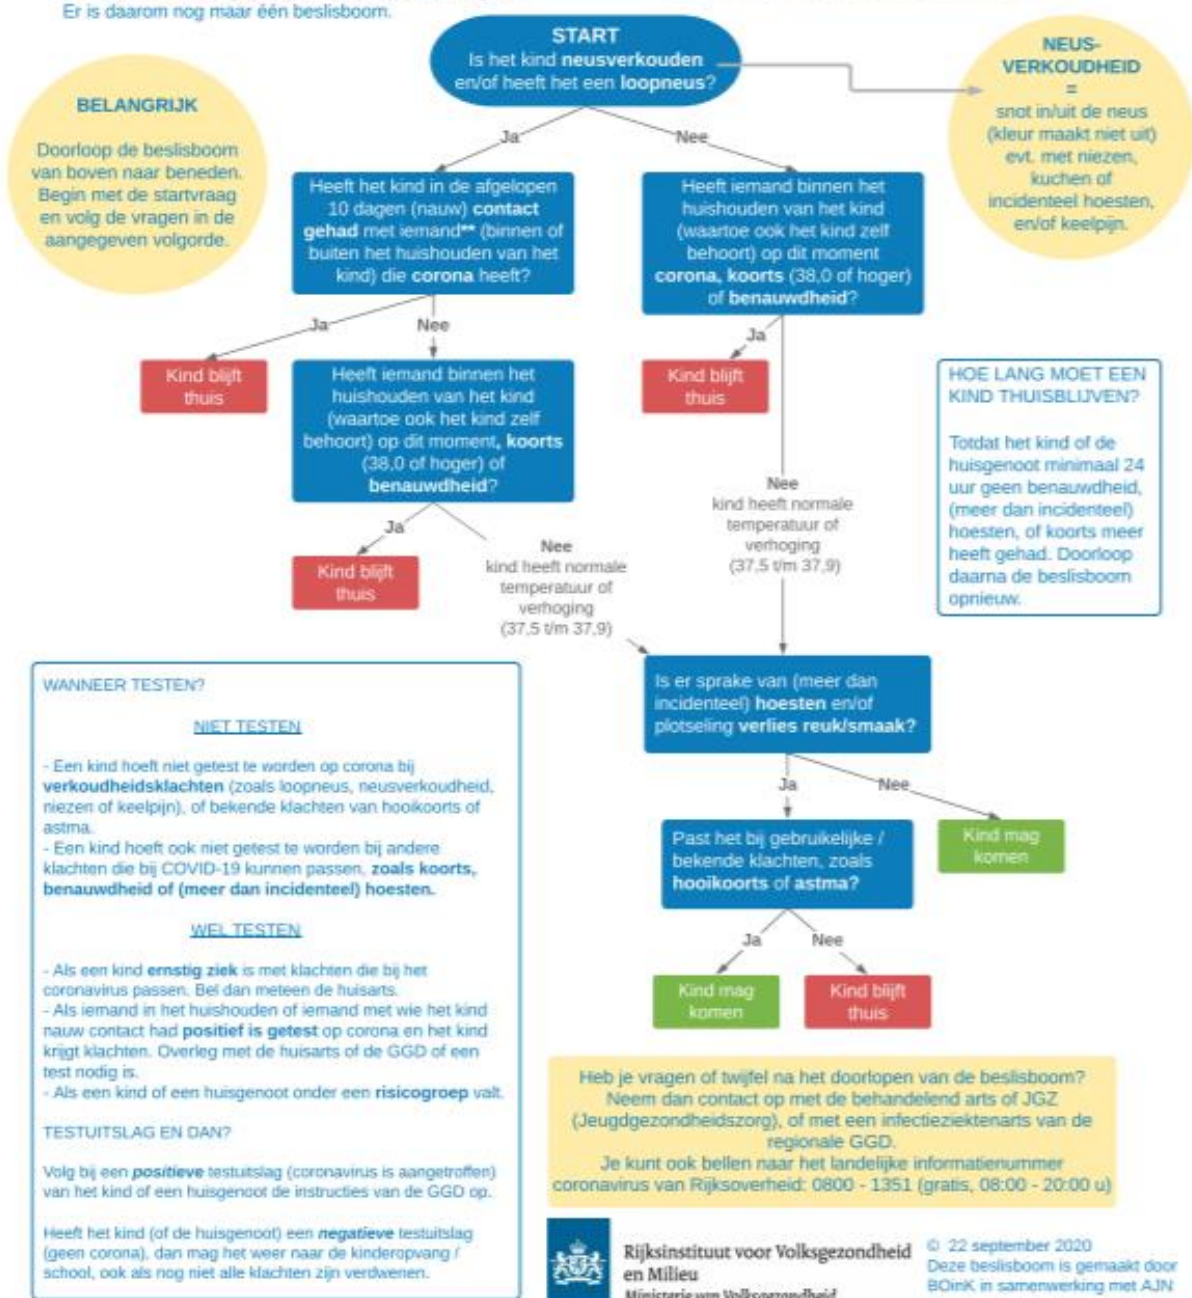 Er is daarom nog maar één beslisboom.
START
Is het kind neusverkouden
en/of heeft het een loopneus?
NEUS-
VERKOUDHEID
=
snot in/uit de neus
(kleur maakt niet uit)
evt. met niezen,
kuchen of
incidenteel hoesten,
en/of keelpijn.
BELANGRIJK
Doorloop de beslisboom
van boven naar beneden.
Begin met de startvraag
en volg de vragen in de
aangegeven volgorde.
Ja
Nee
Heeft het kind in de afgelopen
10 dagen (nauw) contact
gehad met iemand** (binnen of
buiten het huishouden van het
kind) die corona heeft?
Heeft iemand binnen het
huishouden van het kind
(waartoe ook het kind zelf
behoort) op dit moment
corona, koorts (38,0 of hoger)
of benauwdheid?
Ja
Nee
Ja
Kind blijft
thuis
Heeft iemand binnen het
huishouden van het kind
(waartoe ook het kind zelf
behoort) op dit moment, koorts
(38,0 of hoger) of
benauwdheid?
Kind blijft
thuis
HOE LANG MOET EEN
KIND THUISBLIJVEN?
Totdat het kind of de
huisgenoot minimaal 24
uur geen benauwdheid,
(meer dan incidenteel)
hoesten, of koorts meer
heeft gehad. Doorloop
daarna de beslisboom
opnieuw.
Nee
kind heeft normale
temperatuur of
verhoging
(37,5 t/m 37,9)
Ja
Kind blijft
thuis
Nee
kind heeft normale
temperatuur of
verhoging
(37,5 t/m 37,9)
Is er sprake van (meer dan
incidenteel) hoesten en/of
plotseling verlies reuk/smaak?
Ja
Nee
Past het bij gebruikelijke /
bekende klachten, zoals
hooikoorts of astma?
Kind mag
komen
Ja
Nee
Kind mag
komen
Kind blijft
thuis
WANNEER TESTEN?
NIET TESTEN
- Een kind hoeft niet getest te worden op corona bij
verkoudheidsklachten (zoals loopneus, neusverkoudheid,
niezen of keelpijn), of bekende klachten van hooikoorts of
astma.
- Een kind hoeft ook niet getest te worden bij andere
klachten die bij COVID-19 kunnen passen, zoals koorts,
benauwdheid of (meer dan incidenteel) hoesten.
WEL TESTEN
- Als een kind ernstig ziek is met klachten die bij het
coronavirus passen. Bel dan meteen de huisarts.
- Als iemand in het huishouden of iemand met wie het kind
nauw contact had positief is getest op corona en het kind
krijgt klachten. Overleg met de huisarts of de GGD of een
test nodig is.
- Als een kind of een huisgenoot onder een risicogroep valt.
TESTUITSLAG EN DAN?
Volg bij een positieve testuitslag (coronavirus is aangetroffen)
van het kind of een huisgenoot de instructies van de GGD op.
Heeft het kind (of de huisgenoot) een negatieve testuitslag
(geen corona), dan mag het weer naar de kinderopvang /
school, ook als nog niet alle klachten zijn verdwenen.
Heb je vragen of twijfel na het doorlopen van de beslisboom?
Neem dan contact op met de behandelend arts of JGZ
(Jeugdgezondheidszorg), of met een infectieziektenarts van de
regionale GGD.
Je kunt ook bellen naar het landelijke informatienummer
coronavirus van Rijksoverheid: 0800 - 1351 (gratis, 08:00 - 20:00 u)
Rijksinstituut voor Volksgezondheid
en Milieu
Ministerie van Volksgezondheid
© 22 september 2020
Deze beslisboom is gemaakt door
BOinK in samenwerking met AJN